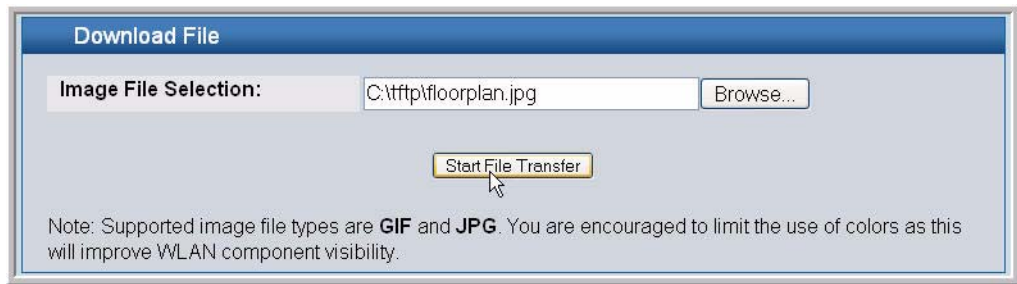 Download File
Image File Selection: C:\tftp\floorplan.jpg Browse...
Start File Transfer
Note: Supported image file types are GIF and JPG. You are encouraged to limit the use of colors as this
will improve WLAN component visibility.